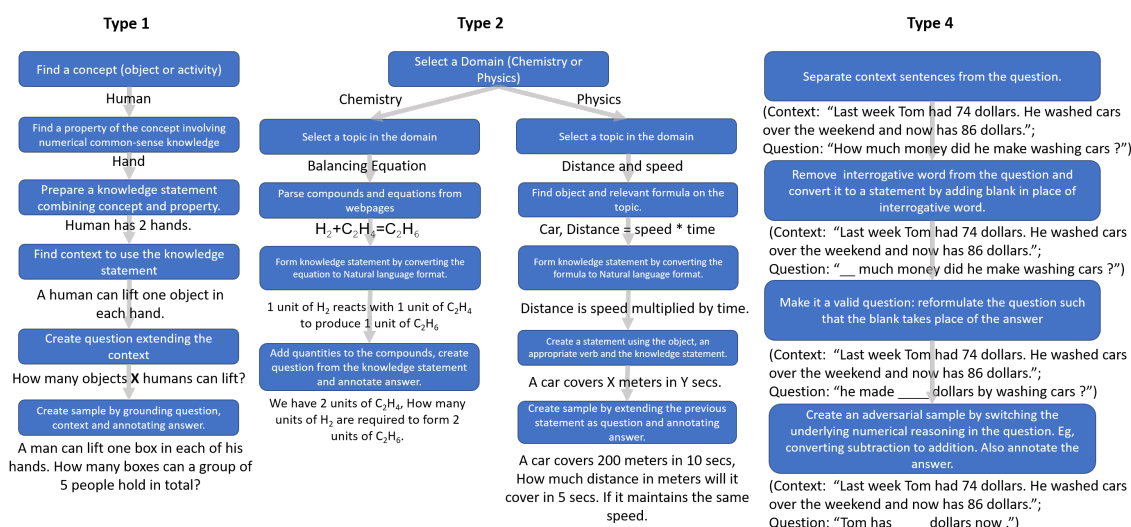 Type 1
Find a concept (object or activity)
Human
Find a property of the concept involving
numerical common-sense knowledge
Hand
Prepare a knowledge statement
combining concept and property.
Human has 2 hands.
Find context to use the knowledge
statement
A human can lift one object in
each hand.
Create question extending the
context
How many objects X humans can lift?
Create sample by grounding question,
context and annotating answer.
A man can lift one box in each of his
hands. How many boxes can a group of
5 people hold in total?
Type 2
Select a Domain (Chemistry or
Physics)
Chemistry
Select a topic in the domain
Balancing Equation
Parse compounds and equations from
webpages
H₂+C₂H₄=C₂H₆
Form knowledge statement by converting the
equation to Natural language format.
1 unit of H₂ reacts with 1 unit of C₂H₄
to produce 1 unit of C₂H₆
Add quantities to the compounds, create
question from the knowledge statement
and annotate answer.
We have 2 units of C₂H₄, How many
units of H₂ are required to form 2
units of C₂H₆.
Physics
Select a topic in the domain
Distance and speed
Find object and relevant formula on the
topic.
Car, Distance = speed * time
Form knowledge statement by converting the
formula to Natural language format.
Distance is speed multiplied by time.
Create a statement using the object, an
appropriate verb and the knowledge statement.
A car covers X meters in Y secs.
Create sample by extending the previous
statement as question and annotating
answer.
A car covers 200 meters in 10 secs,
How much distance in meters will it
cover in 5 secs. If it maintains the same
speed.
Type 4
Separate context sentences from the question.
(Context: “Last week Tom had 74 dollars. He washed cars
over the weekend and now has 86 dollars.”;
Question: “How much money did he make washing cars ?”)
Remove interrogative word from the question and
convert it to a statement by adding blank in place of
interrogative word.
(Context: “Last week Tom had 74 dollars. He washed cars
over the weekend and now has 86 dollars.”;
Question: “__ much money did he make washing cars ?”)
Make it a valid question: reformulate the question such
that the blank takes place of the answer
(Context: “Last week Tom had 74 dollars. He washed cars
over the weekend and now has 86 dollars.”;
Question: “he made ____ dollars by washing cars ?”)
Create an adversarial sample by switching the
underlying numerical reasoning in the question. Eg,
converting subtraction to addition. Also annotate the
answer.
(Context: “Last week Tom had 74 dollars. He washed cars
over the weekend and now has 86 dollars.”;
Question: “Tom has ____ dollars now .”)